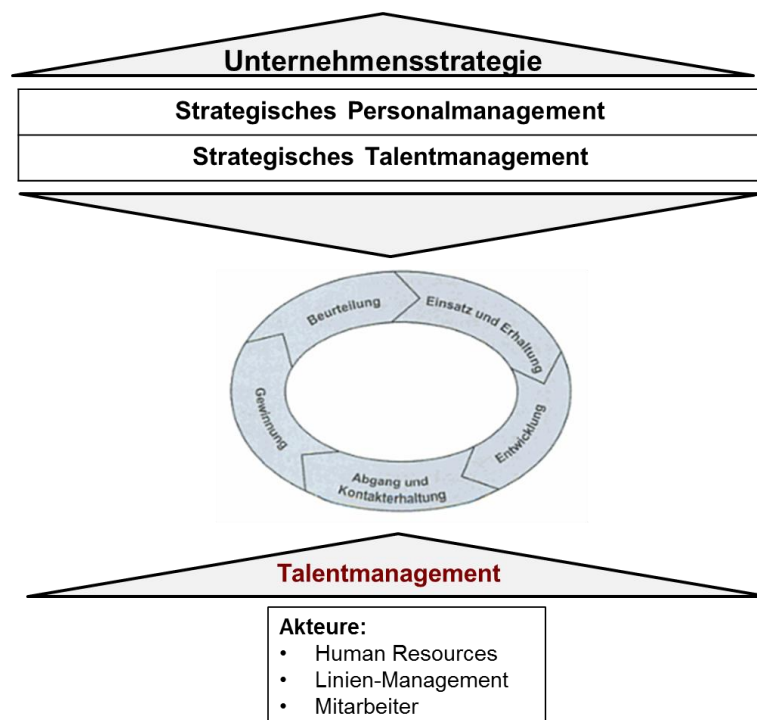 Unternehmensstrategie
Strategisches Personalmanagement
Strategisches Talentmanagement
Beurteilung
Einsatz und Erhaltung
Entwicklung
Abgang und
Kontakterhaltung
Gewinnung
Talentmanagement
Akteure:
• Human Resources
• Linien-Management
• Mitarbeiter